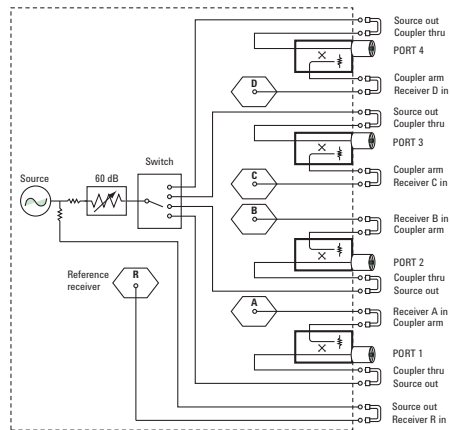 Source out
Coupler thru
PORT 4
Coupler arm
Receiver D in
D
Source out
Coupler thru
PORT 3
Coupler arm
Receiver C in
C
Source
60 dB
Switch
B
Receiver B in
Coupler arm
PORT 2
Coupler thru
Source out
Reference
receiver
R
A
Receiver A in
Coupler arm
PORT 1
Coupler thru
Source out
Source out
Receiver R in